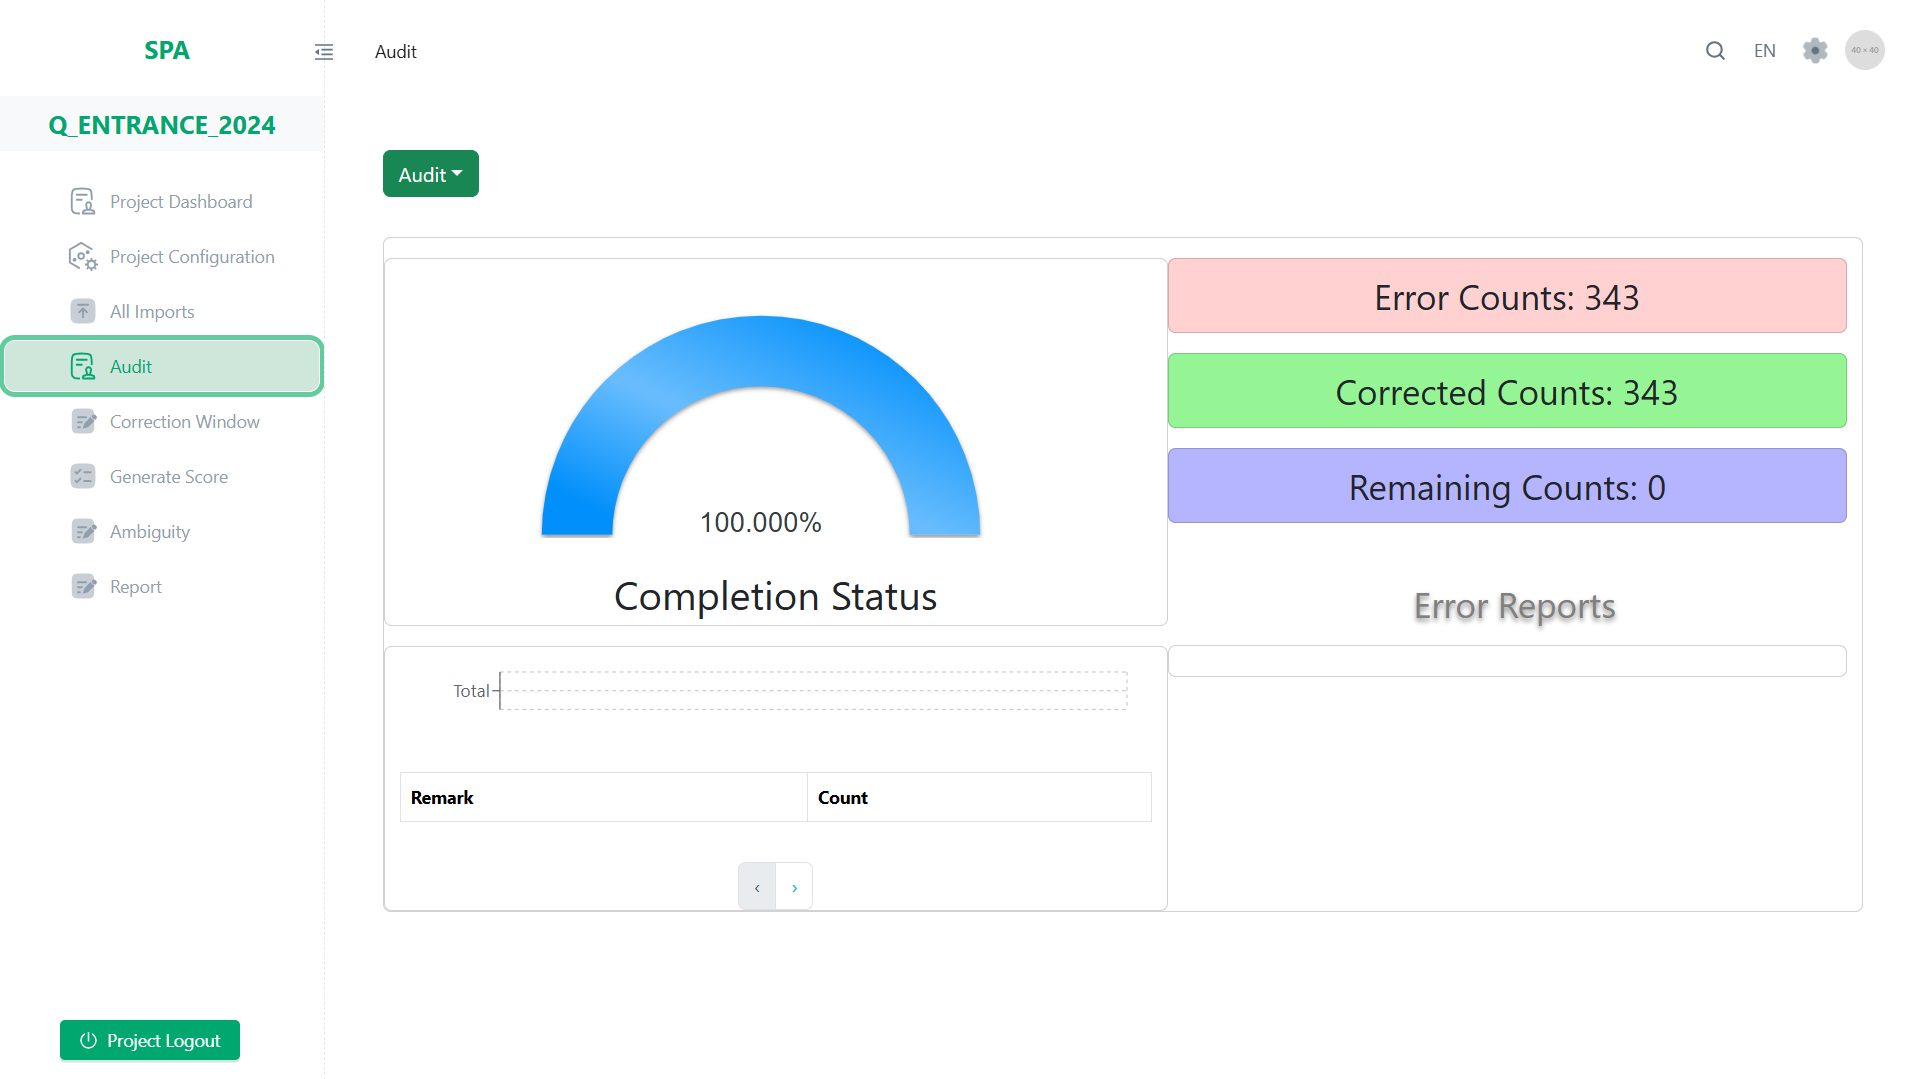 SPA
Audit
EN
40 × 40
Q_ENTRANCE_2024
Project Dashboard
Project Configuration
All Imports
Audit
Correction Window
Generate Score
Ambiguity
Report
Project Logout
Audit
100.000%
Completion Status
Error Counts: 343
Corrected Counts: 343
Remaining Counts: 0
Error Reports
Total
Remark Count
‹ ›